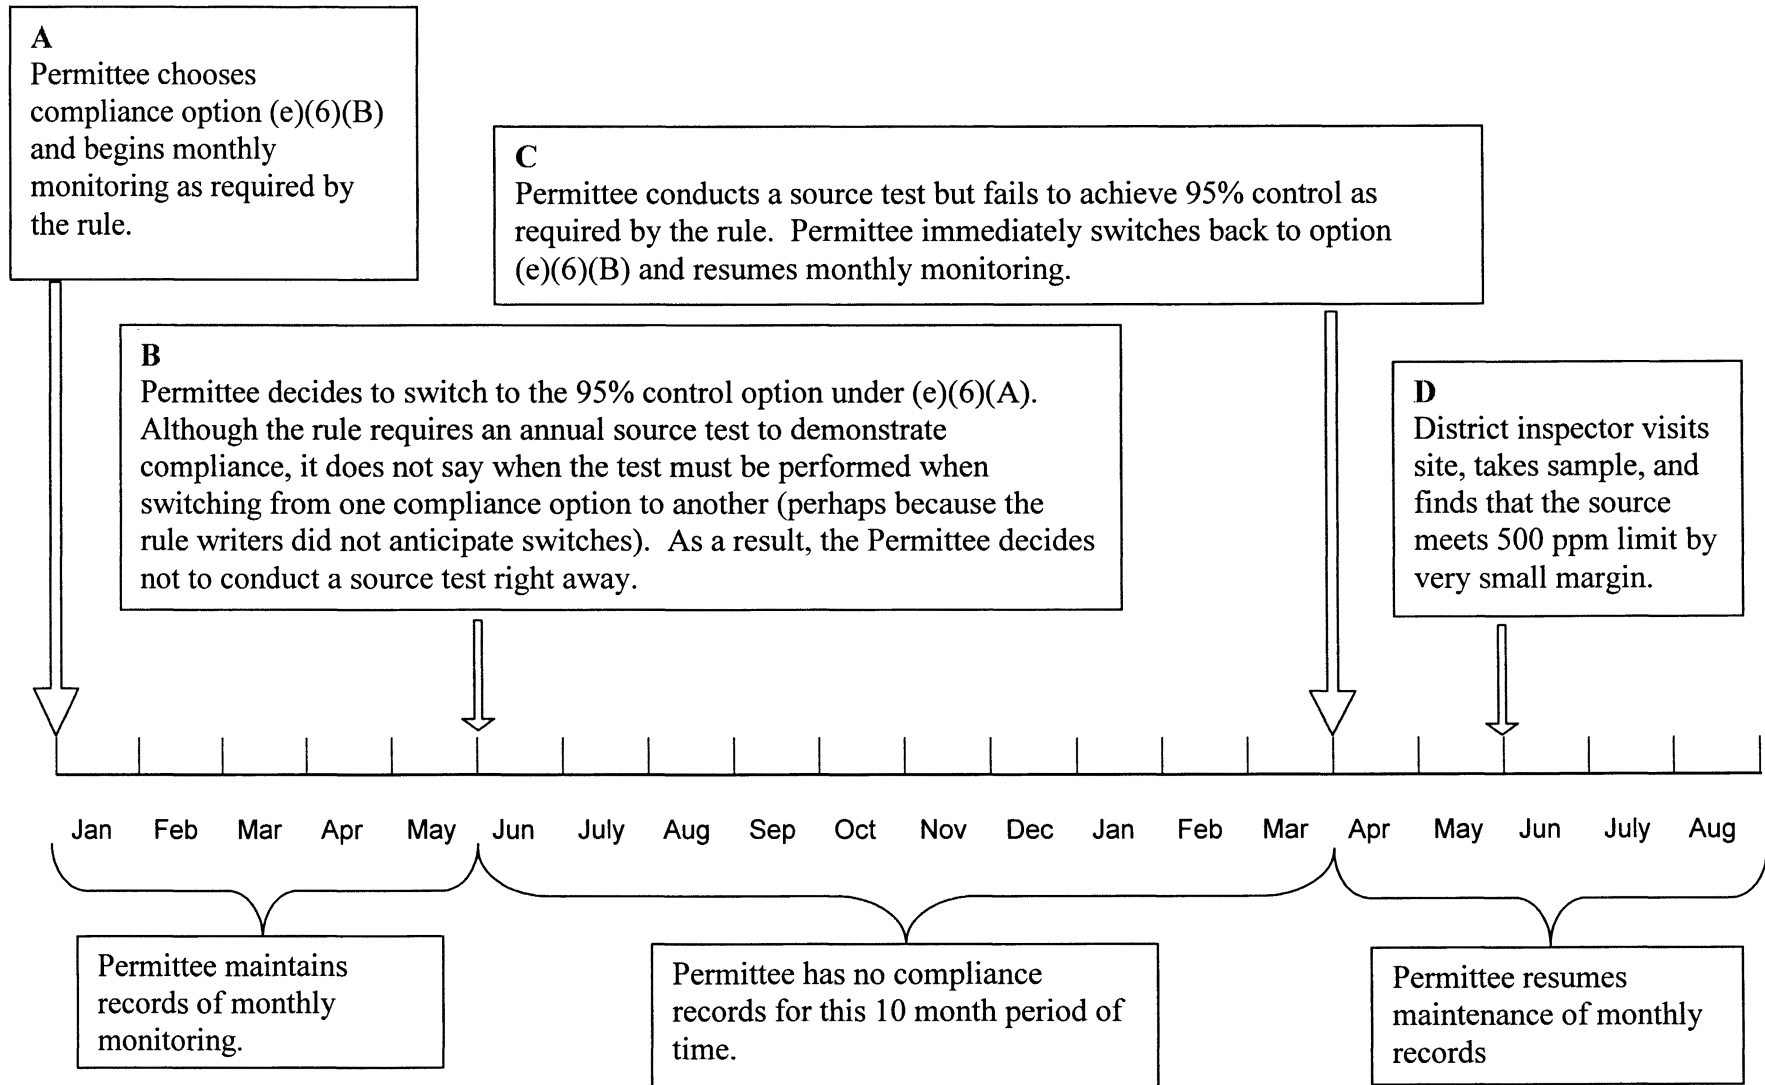 A
Permittee chooses
compliance option (e)(6)(B)
and begins monthly
monitoring as required by
the rule.
C
Permittee conducts a source test but fails to achieve 95% control as
required by the rule.  Permittee immediately switches back to option
(e)(6)(B) and resumes monthly monitoring.
B
Permittee decides to switch to the 95% control option under (e)(6)(A).
Although the rule requires an annual source test to demonstrate
compliance, it does not say when the test must be performed when
switching from one compliance option to another (perhaps because the
rule writers did not anticipate switches).  As a result, the Permittee decides
not to conduct a source test right away.
D
District inspector visits
site, takes sample, and
finds that the source
meets 500 ppm limit by
very small margin.
Jan Feb Mar Apr May Jun July Aug Sep Oct Nov Dec Jan Feb Mar Apr May Jun July Aug
Permittee maintains
records of monthly
monitoring.
Permittee has no compliance
records for this 10 month period of
time.
Permittee resumes
maintenance of monthly
records